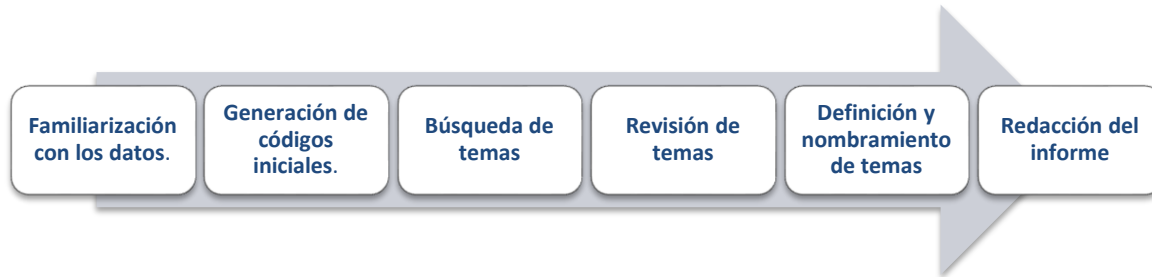 Familiarización
con los datos.
Generación de
códigos
iniciales.
Búsqueda de
temas
Revisión de
temas
Definición y
nombramiento
de temas
Redacción del
informe